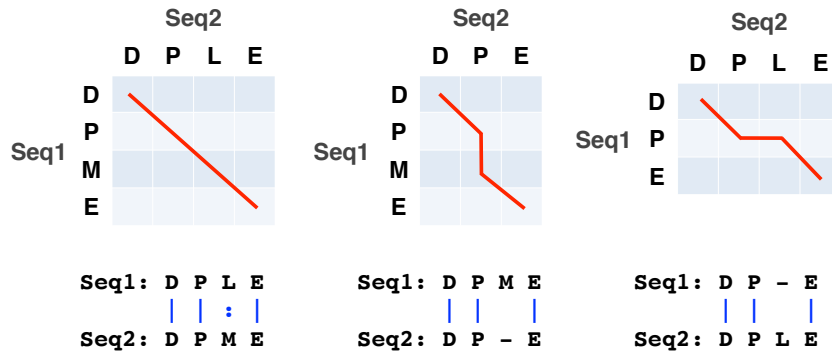 Seq2
D P L E
D
P
Seq1
M
E
Seq1: D P L E
| | : |
Seq2: D P M E
Seq2
D P E
D
P
Seq1
M
E
Seq1: D P M E
| | |
Seq2: D P - E
Seq2
D P L E
D
Seq1 P
E
Seq1: D P - E
| | |
Seq2: D P L E